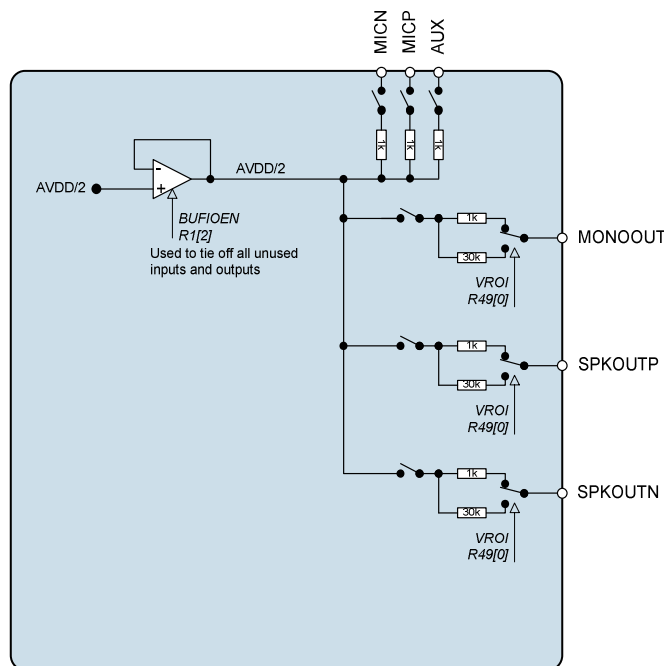 MICN
MICP
AUX
1k
1k
1k
AVDD/2
AVDD/2
-
+
BUFIOEN
R1[2]
Used to tie off all unused
inputs and outputs
1k
30k
VROI
R49[0]
MONOOUT
1k
30k
VROI
R49[0]
SPKOUTP
1k
30k
VROI
R49[0]
SPKOUTN